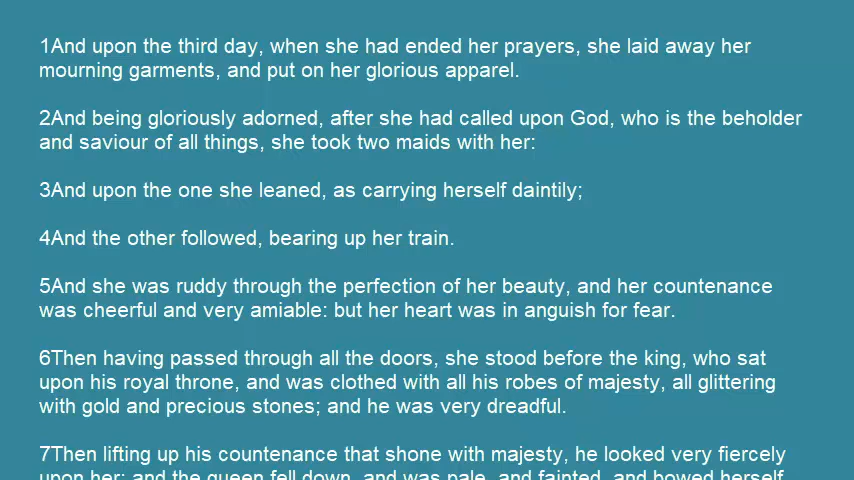 1And upon the third day, when she had ended her prayers, she laid away her
mourning garments, and put on her glorious apparel.
2And being gloriously adorned, after she had called upon God, who is the beholder
and saviour of all things, she took two maids with her:
3And upon the one she leaned, as carrying herself daintily;
4And the other followed, bearing up her train.
5And she was ruddy through the perfection of her beauty, and her countenance
was cheerful and very amiable: but her heart was in anguish for fear.
6Then having passed through all the doors, she stood before the king, who sat
upon his royal throne, and was clothed with all his robes of majesty, all glittering
with gold and precious stones; and he was very dreadful.
7Then lifting up his countenance that shone with majesty, he looked very fiercely
upon her: and the queen fell down, and was pale, and fainted, and bowed herself